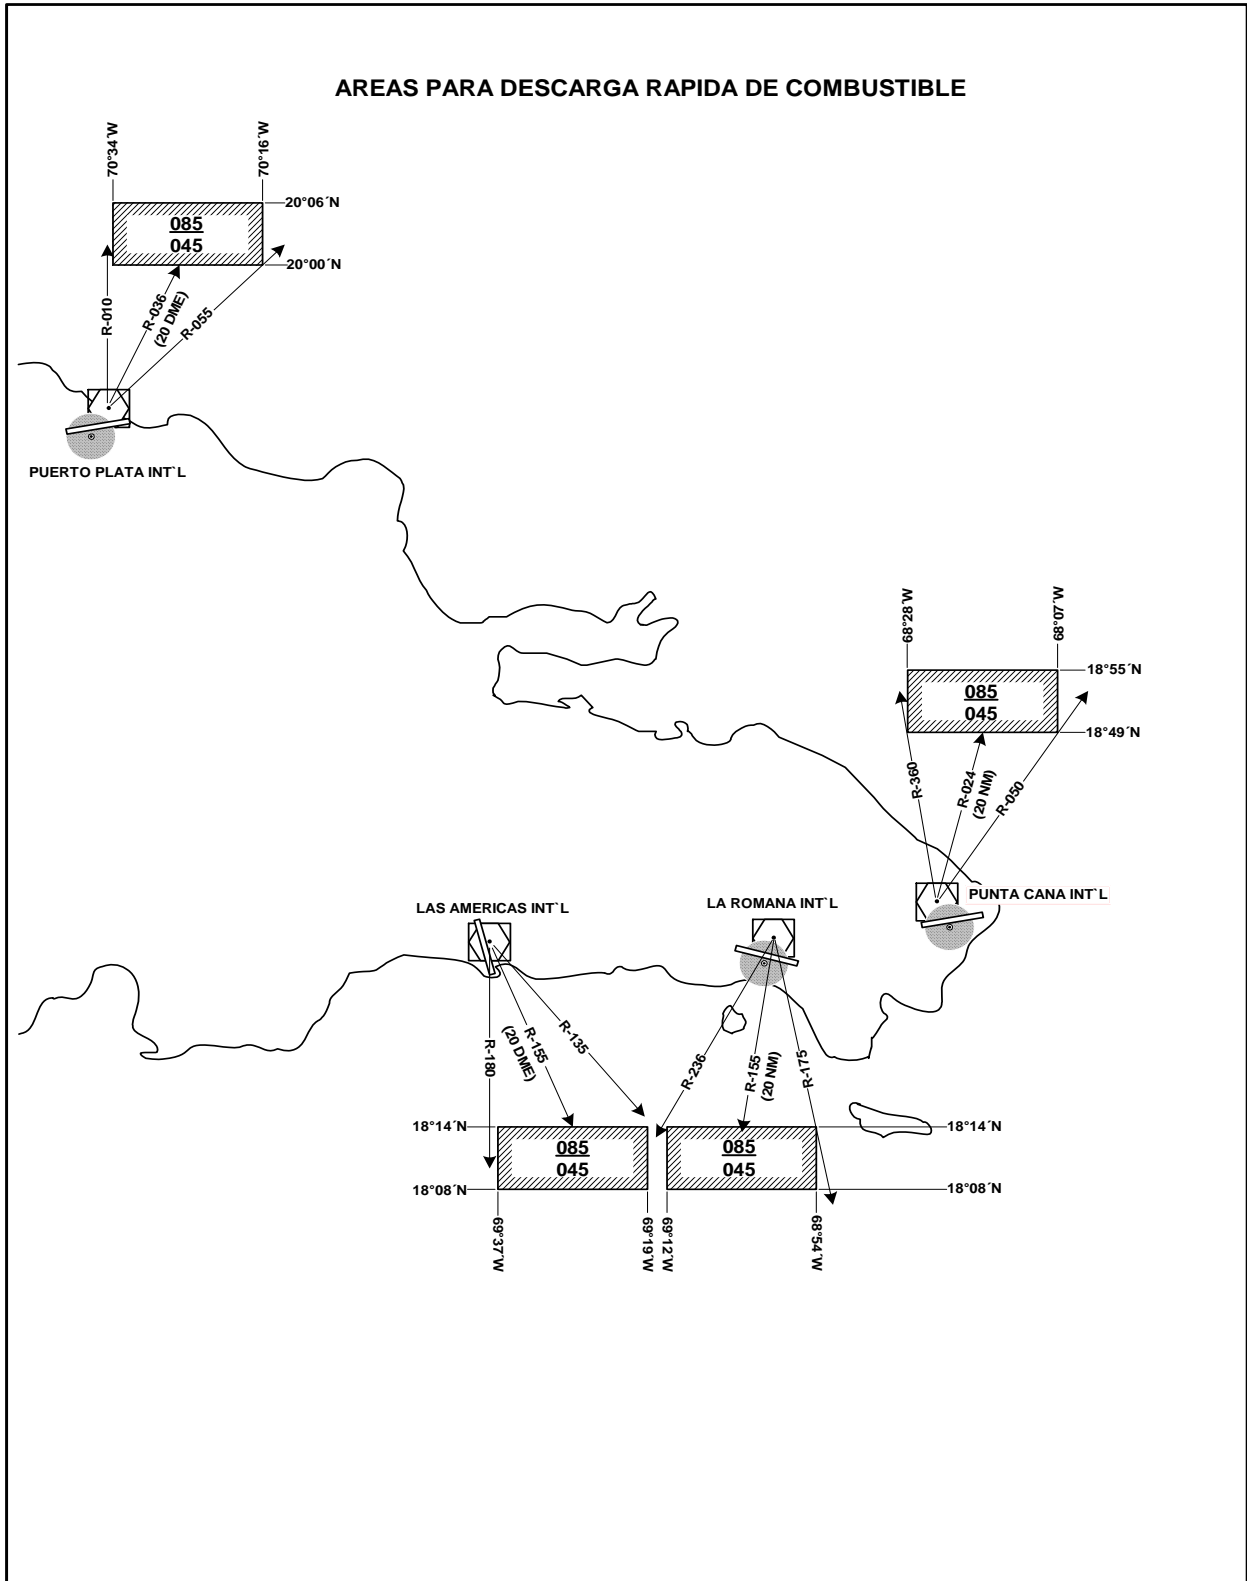 AREAS PARA DESCARGA RAPIDA DE COMBUSTIBLE
70°34´W
70°16´W
20°06´N
085
045
20°00´N
R-010
R-036
(20 DME)
R-055
PUERTO PLATA INT`L
68°28´W
68°07´W
18°55´N
085
045
18°49´N
R-360
R-024
(20 NM)
R-050
PUNTA CANA INT`L
LAS AMERICAS INT`L
LA ROMANA INT`L
R-180
R-155
(20 DME)
R-135
R-236
R-155
(20 NM)
R-175
18°14´N
085
045
085
045
18°14´N
18°08´N
18°08´N
69°37´W
69°19´W
69°12´W
68°54´W